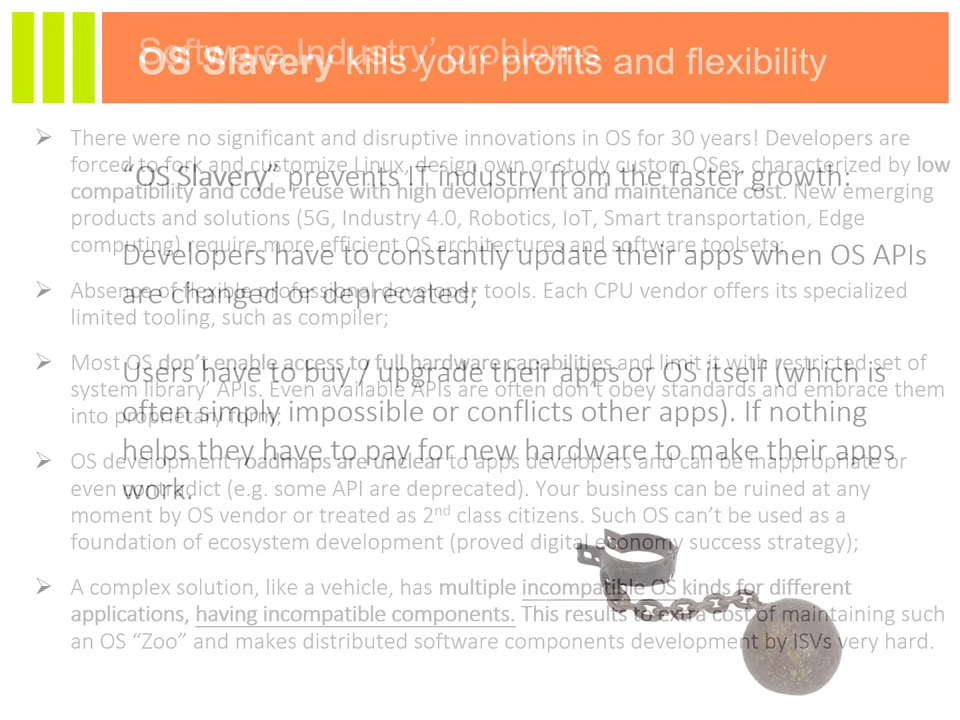 Software Industry’ problems
OS Slavery kills your profits and flexibility
There were no significant and disruptive innovations in OS for 30 years! Developers are
forced to fork and customize Linux, design own or study custom OSes, characterized by low
compatibility and code reuse with high development and maintenance cost. New emerging
products and solutions (5G, Industry 4.0, Robotics, IoT, Smart transportation, Edge
computing) require more efficient OS architectures and software toolsets;
Absence of flexible professional developer tools. Each CPU vendor offers its specialized
limited tooling, such as compiler;
Most OS don’t enable access to full hardware capabilities and limit it with restricted set of
system library’ APIs. Even available APIs are often don’t obey standards and embrace them
into proprietary form;
OS development roadmaps are unclear to apps developers and can be inappropriate or
even contradict (e.g. some API are deprecated). Your business can be ruined at any
moment by OS vendor or treated as 2nd class citizens. Such OS can’t be used as a
foundation of ecosystem development (proved digital economy success strategy);
A complex solution, like a vehicle, has multiple incompatible OS kinds for different
applications, having incompatible components. This results to extra cost of maintaining such
an OS “Zoo” and makes distributed software components development by ISVs very hard.
“OS Slavery” prevents IT industry from the faster growth:
Developers have to constantly update their apps when OS APIs
are changed or deprecated;
Users have to buy / upgrade their apps or OS itself (which is
often simply impossible or conflicts other apps). If nothing
helps they have to pay for new hardware to make their apps
work.